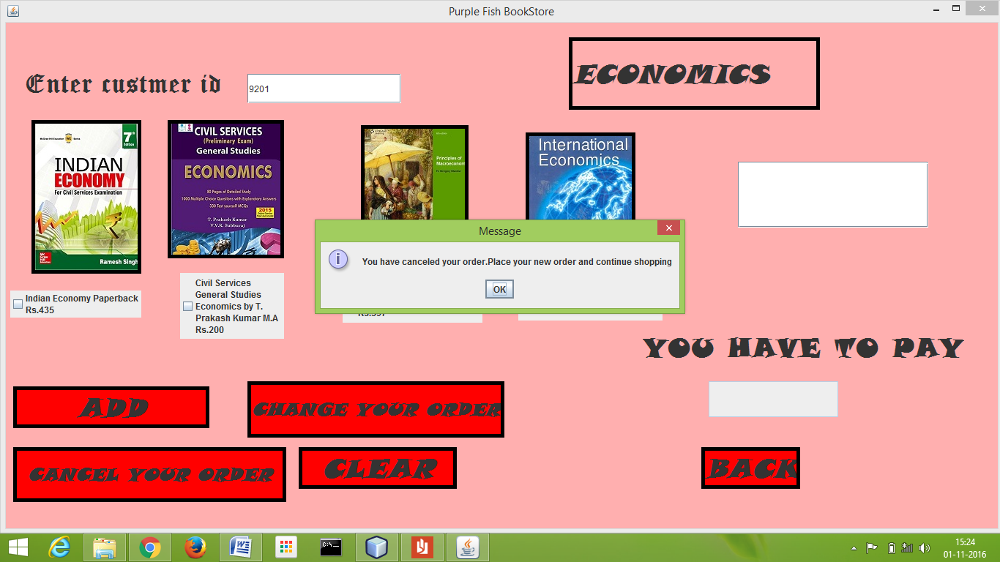 Purple Fish BookStore
Enter custmer id
9201
ECONOMICS
7th
Edition
INDIAN
ECONOMY
For Civil Services Examination
Ramesh Singh
CIVIL SERVICES
(Preliminary Exam)
General Studies
ECONOMICS
80 Pages of Detailed Study
1000 Multiple Choice Questions with Explanatory Answers
330 Test yourself MCQs
2015
T. Prakash Kumar
V.V.K. Subburaj
Principles of
Macroeconom
International
Economics
Message
You have canceled your order.Place your new order and continue shopping
OK
Indian Economy Paperback
Rs.435
Civil Services
General Studies
Economics by T.
Prakash Kumar M.A
Rs.200
YOU HAVE TO PAY
ADD
CHANGE YOUR ORDER
CANCEL YOUR ORDER
CLEAR
BACK
15:24
01-11-2016